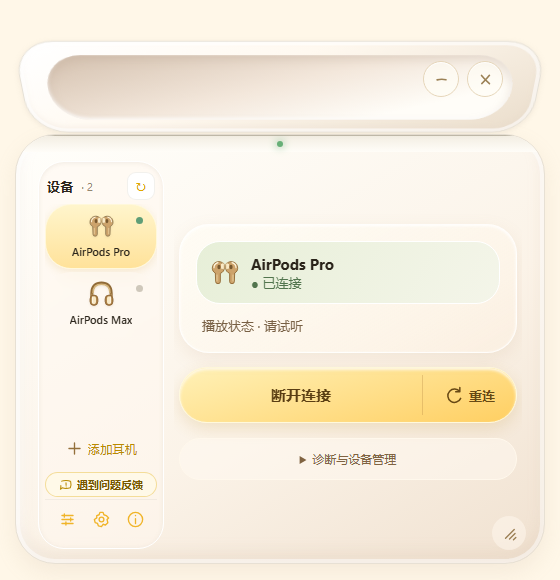 设备 · 2
AirPods Pro
AirPods Max
添加耳机
遇到问题反馈
AirPods Pro
已连接
播放状态 · 请试听
断开连接
重连
诊断与设备管理